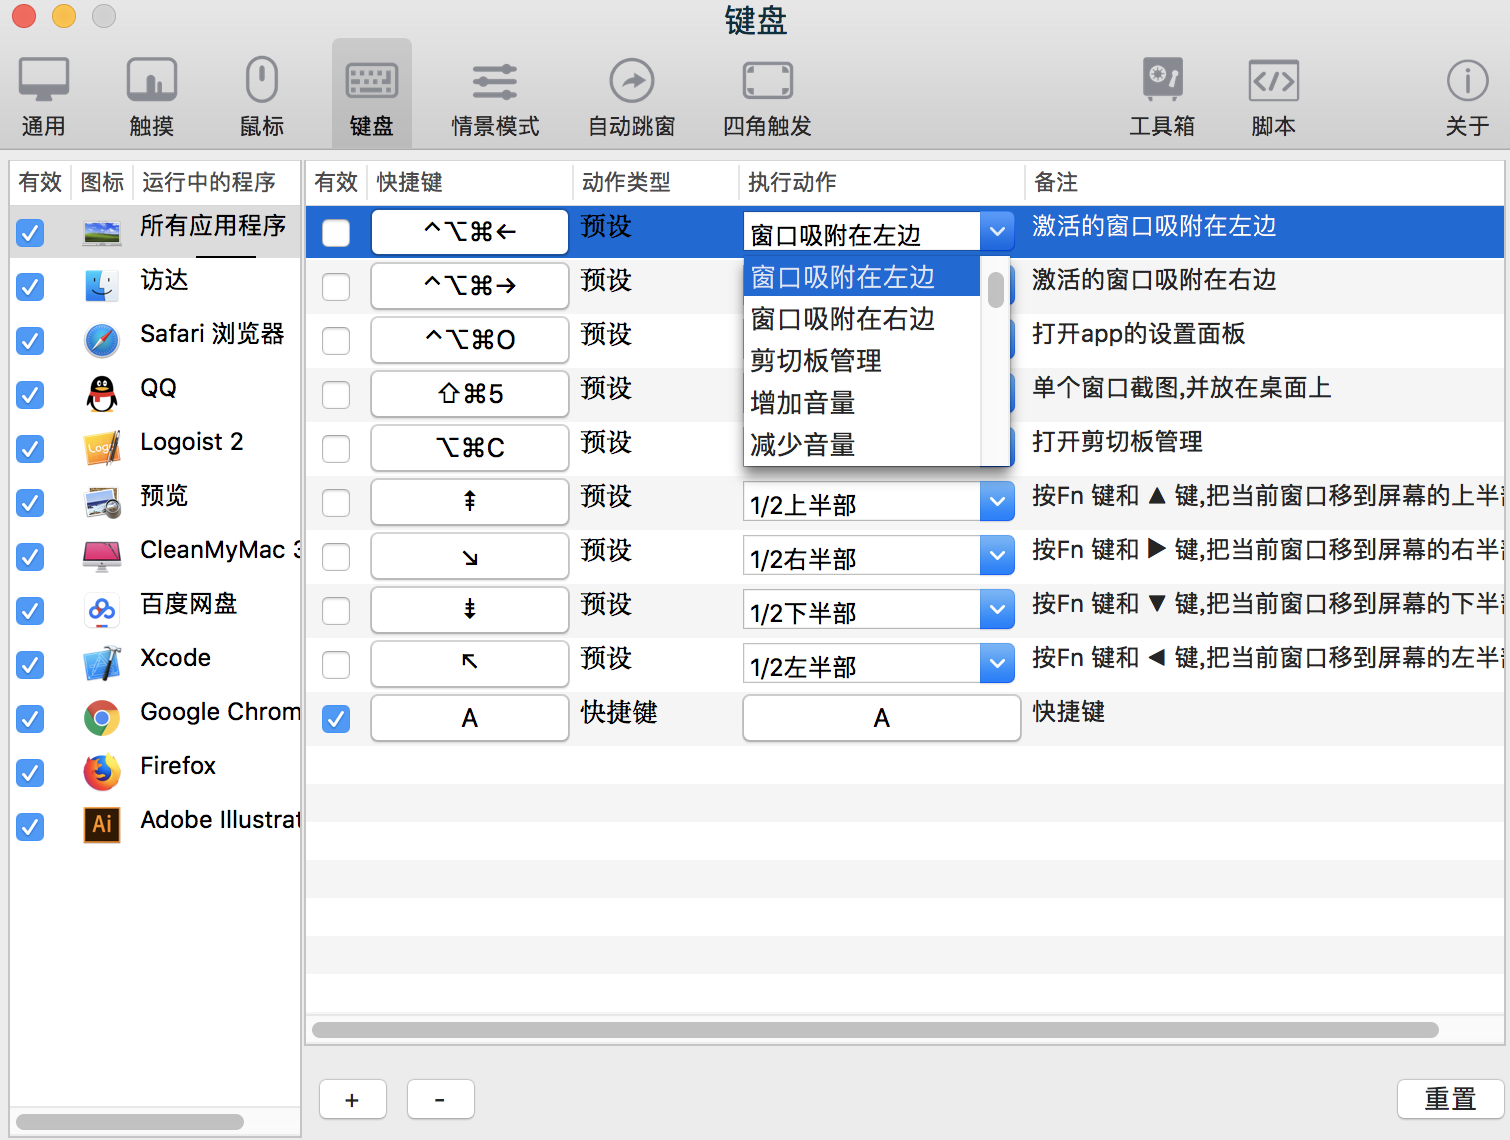 键盘
通用 触摸 鼠标 键盘 情景模式 自动跳窗 四角触发 工具箱 脚本 关于
有效 图标 运行中的程序 有效 快捷键 动作类型 执行动作 备注
所有应用程序 ^⌥⌘← 预设 窗口吸附在左边 激活的窗口吸附在左边
访达 ^⌥⌘→ 预设 窗口吸附在左边 激活的窗口吸附在右边
Safari 浏览器 ^⌥⌘O 预设 窗口吸附在右边 打开app的设置面板
剪切板管理
QQ ⇧⌘5 预设 增加音量 单个窗口截图,并放在桌面上
Logoist 2 ⌥⌘C 预设 减少音量 打开剪切板管理
预览 ⇞ 预设 1/2上半部 按Fn 键和 ▲ 键,把当前窗口移到屏幕的上半
CleanMyMac 3 ↘ 预设 1/2右半部 按Fn 键和 ▶ 键,把当前窗口移到屏幕的右半
百度网盘 ⇟ 预设 1/2下半部 按Fn 键和 ▼ 键,把当前窗口移到屏幕的下半
Xcode ↖ 预设 1/2左半部 按Fn 键和 ◀ 键,把当前窗口移到屏幕的左半
Google Chrom A 快捷键 A 快捷键
Firefox
Ai Adobe Illustrat
+ - 重置